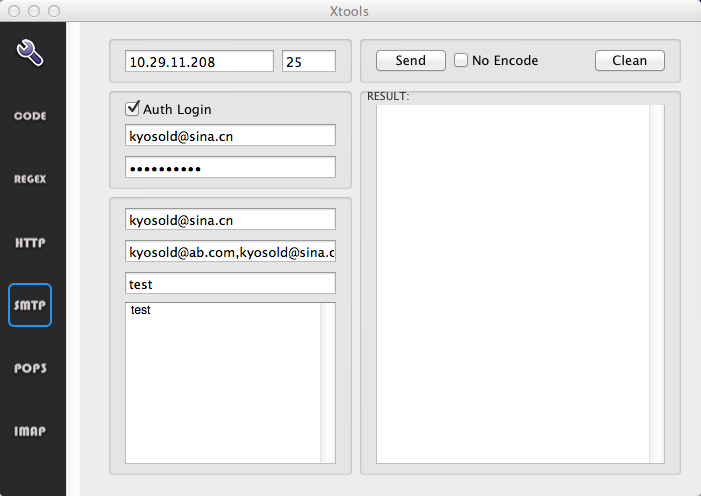 Xtools
CODE
REGEX
HTTP
SMTP
POP3
IMAP
10.29.11.208
25
Auth Login
kyosold@sina.cn
••••••••••
kyosold@sina.cn
kyosold@ab.com,kyosold@sina.c
test
test
Send
No Encode
Clean
RESULT: